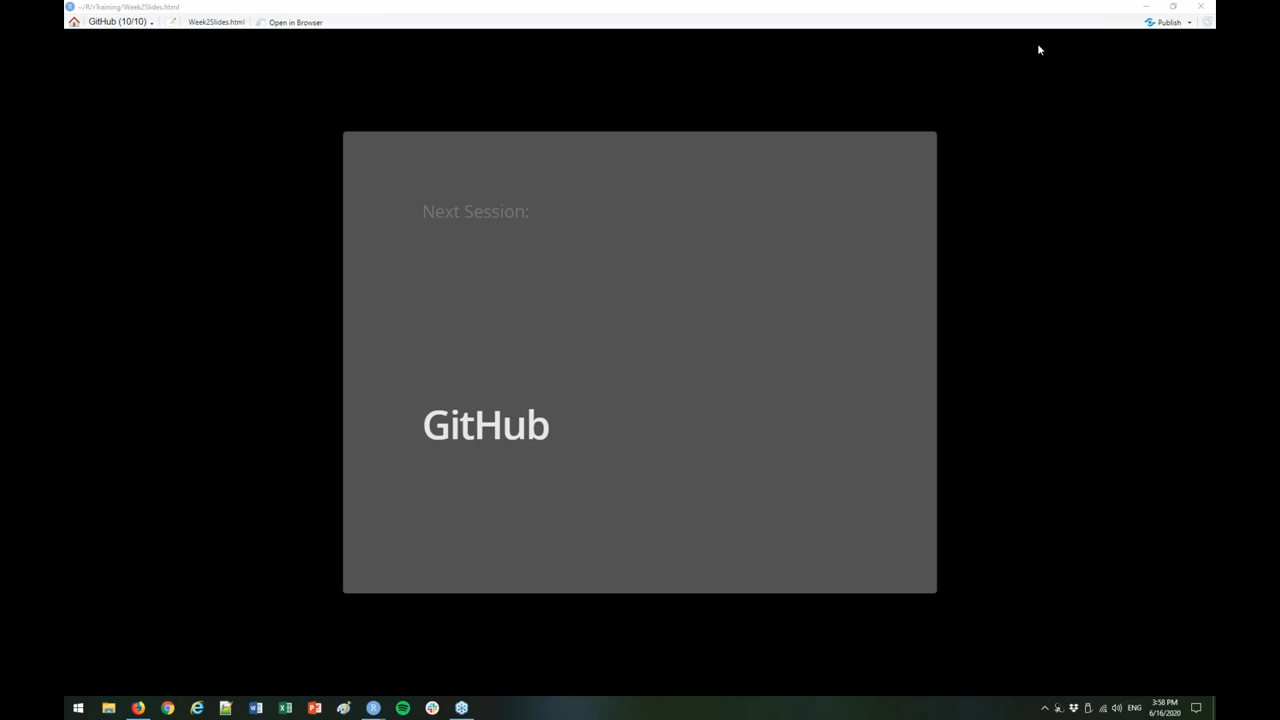 ~/R/rTraining/Week2Slides.html
GitHub (10/10)
Week2Slides.html
Open in Browser
Publish
Next Session:
GitHub
ENG
3:58 PM
6/16/2020